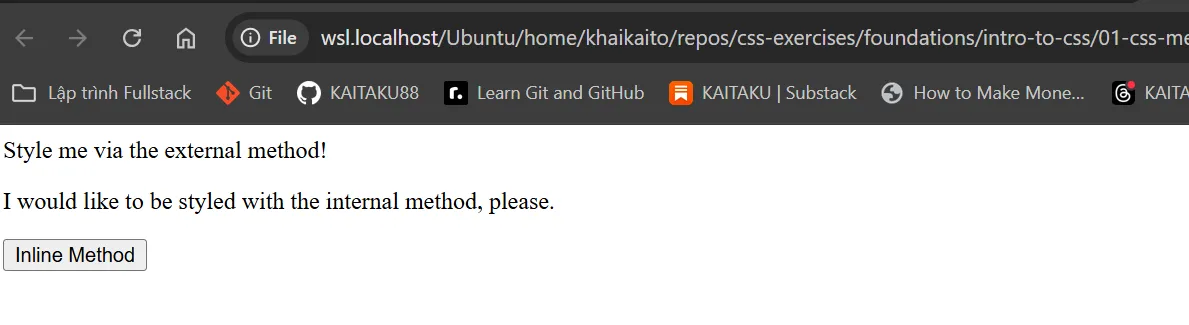 File wsl.localhost/Ubuntu/home/khaikaito/repos/css-exercises/foundations/intro-to-css/01-css-me
Lập trình Fullstack Git KAITAKU88 Learn Git and GitHub KAITAKU | Substack How to Make Mone... KAITA
Style me via the external method!
I would like to be styled with the internal method, please.
Inline Method